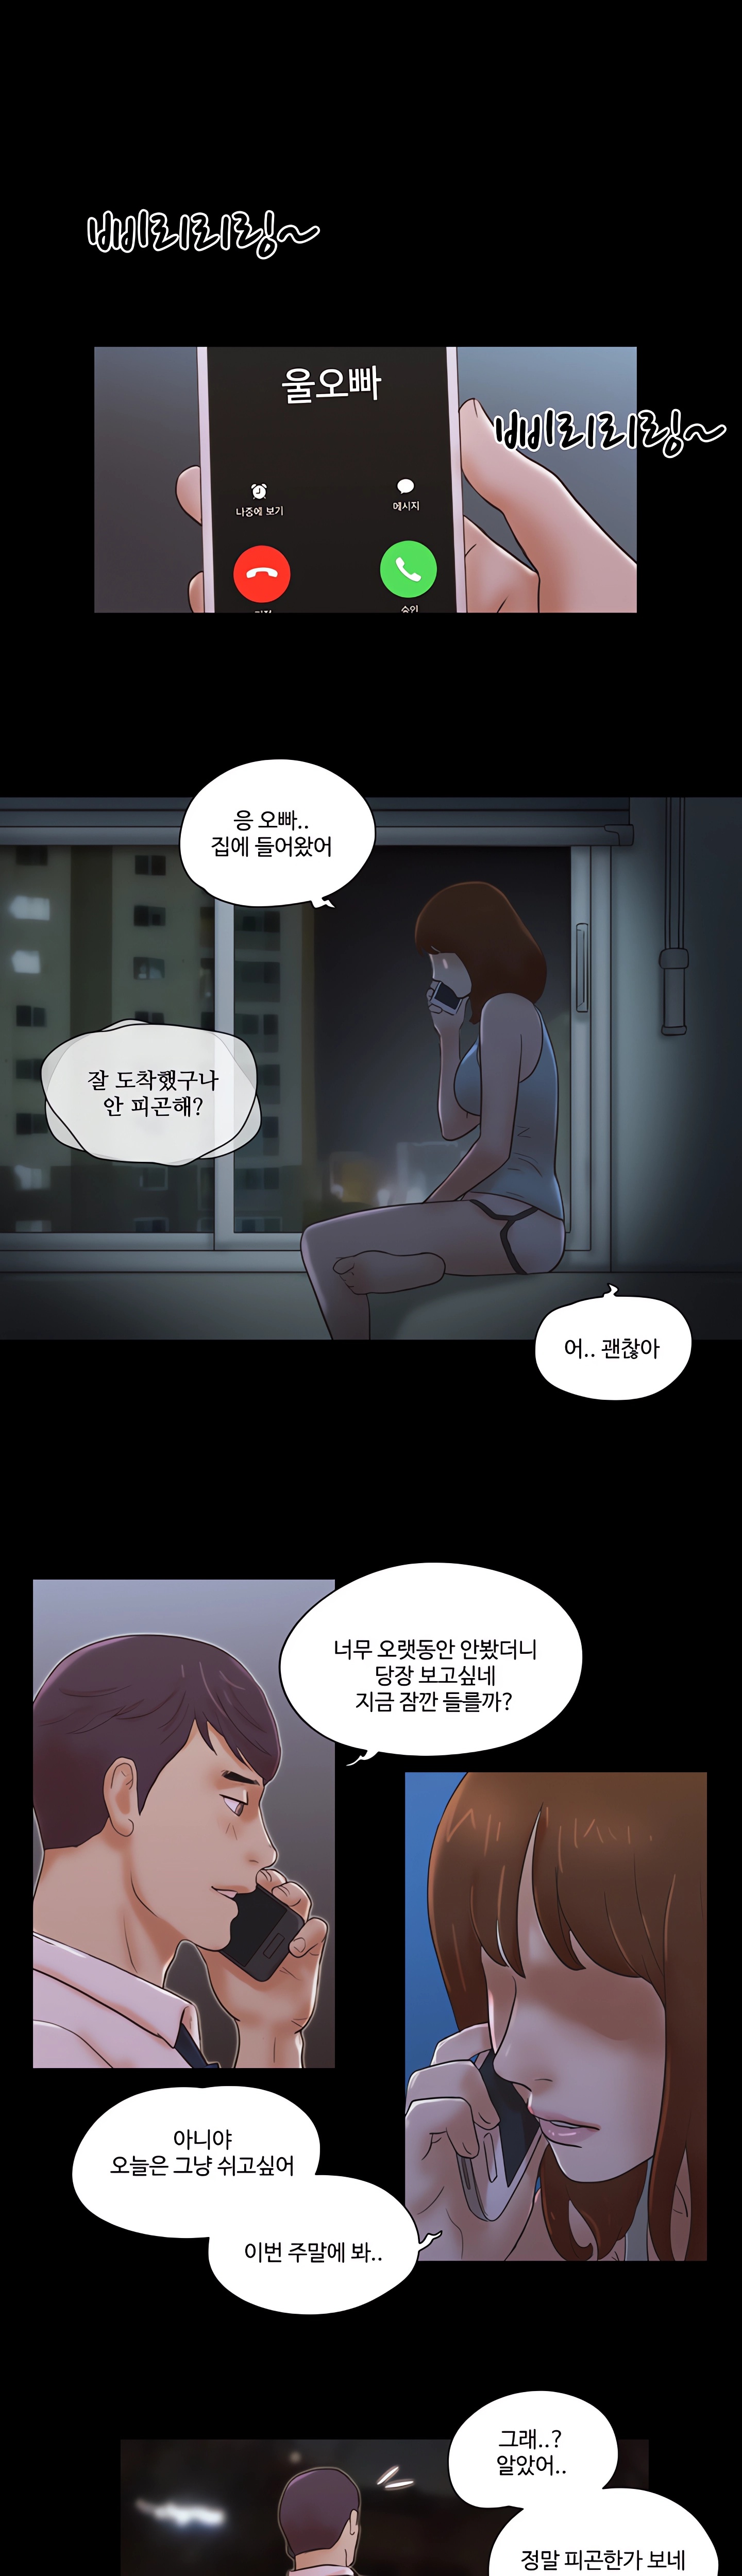 삐리리링~
울오빠
삐리리링~
나중에 보기
메시지
승인
응 오빠..
집에 들어왔어
잘 도착했구나
안 피곤해?
어.. 괜찮아
너무 오랫동안 안봤더니
당장 보고싶네
지금 잠깐 들를까?
아니야
오늘은 그냥 쉬고싶어
이번 주말에 봐..
그래..?
알았어..
정말 피곤한가 보네